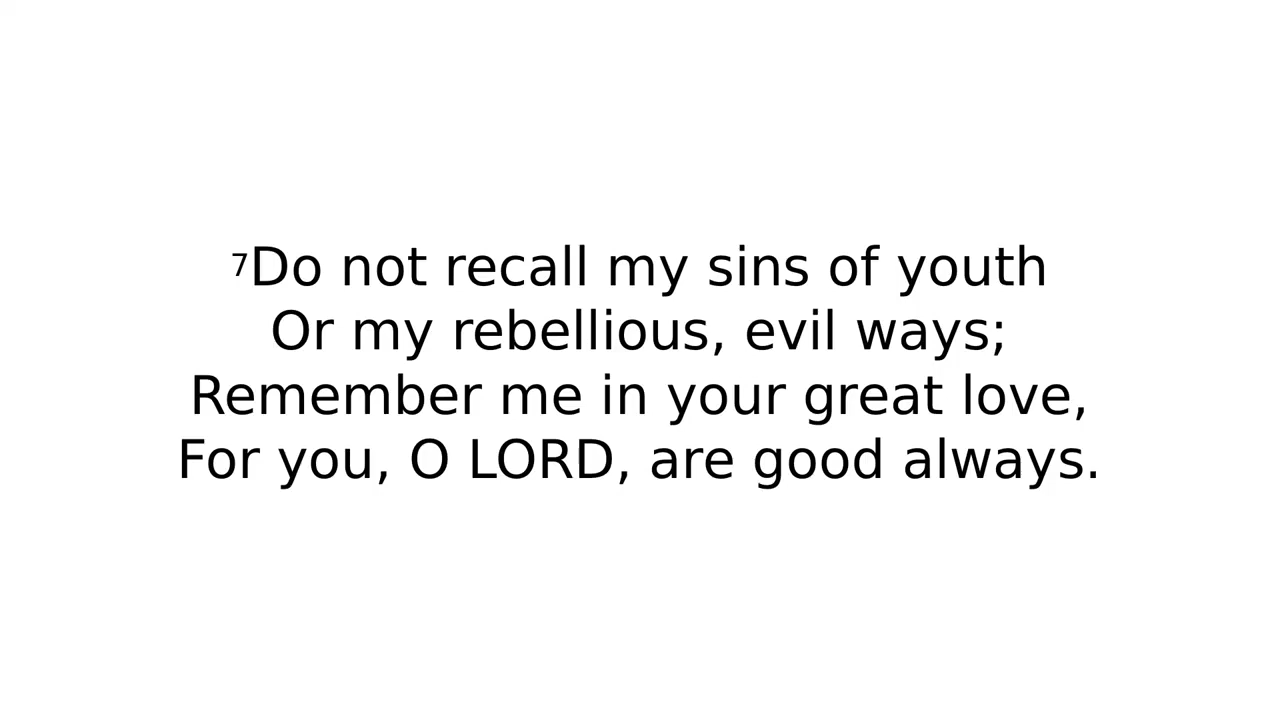 7Do not recall my sins of youth
Or my rebellious, evil ways;
Remember me in your great love,
For you, O LORD, are good always.